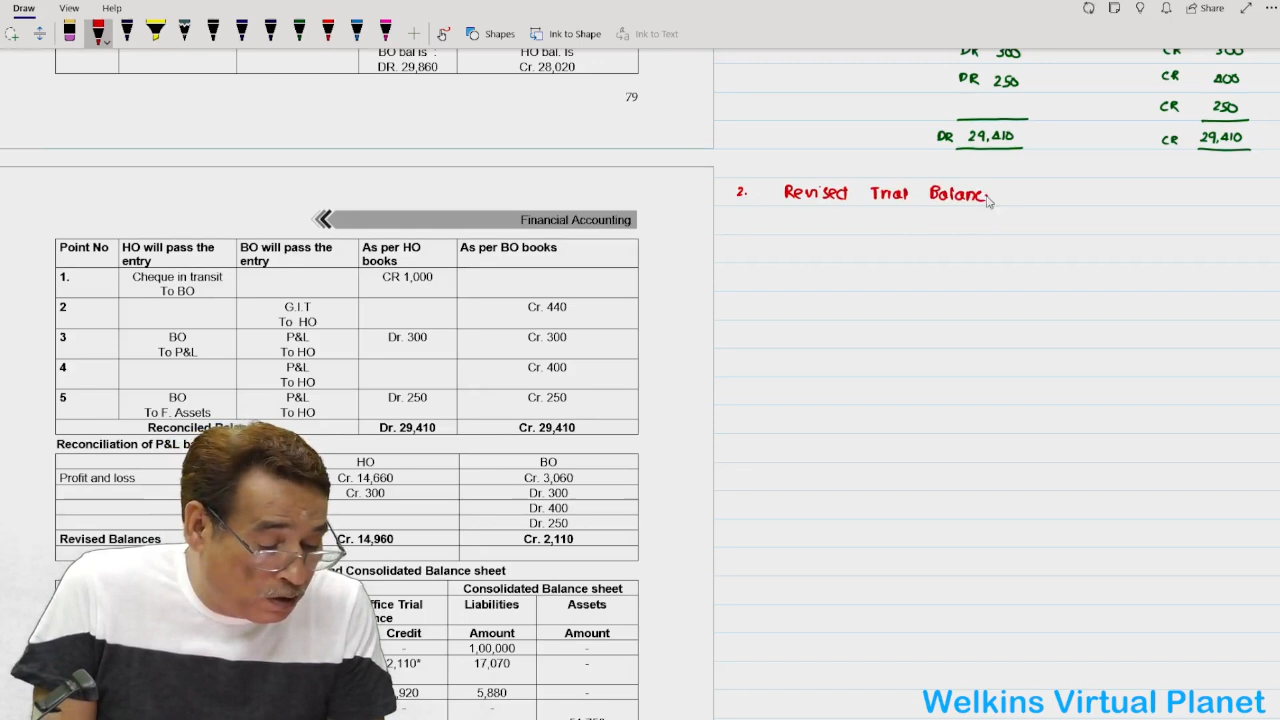 Draw View Help
Share
Shapes Ink to Shape Ink to Text
BO bal is : HO bal. Is
DR. 29,860 Cr. 28,020
79
Financial Accounting
Point No HO will pass the entry BO will pass the entry As per HO books As per BO books
1. Cheque in transit To BO CR 1,000
2 G.I.T To HO Cr. 440
3 BO To P&L P&L To HO Dr. 300 Cr. 300
4 P&L To HO Cr. 400
5 BO To F. Assets P&L To HO Dr. 250 Cr. 250
Reconciled Dr. 29,410 Cr. 29,410
Reconciliation of P&L
HO BO
Profit and loss Cr. 14,660 Cr. 3,060
Cr. 300 Dr. 300
Dr. 400
Dr. 250
Revised Balances Cr. 14,960 Cr. 2,110
Consolidated Balance sheet
Consolidated Balance sheet
Trial Liabilities Assets
Credit Amount Amount
- 1,00,000 -
2,110* 17,070 -
5,880 -
- -
DR 300 CR 300
DR 250 CR 400
CR 250
DR 29,410 CR 29,410
2. Revised Trial Balanc
Welkins Virtual Planet